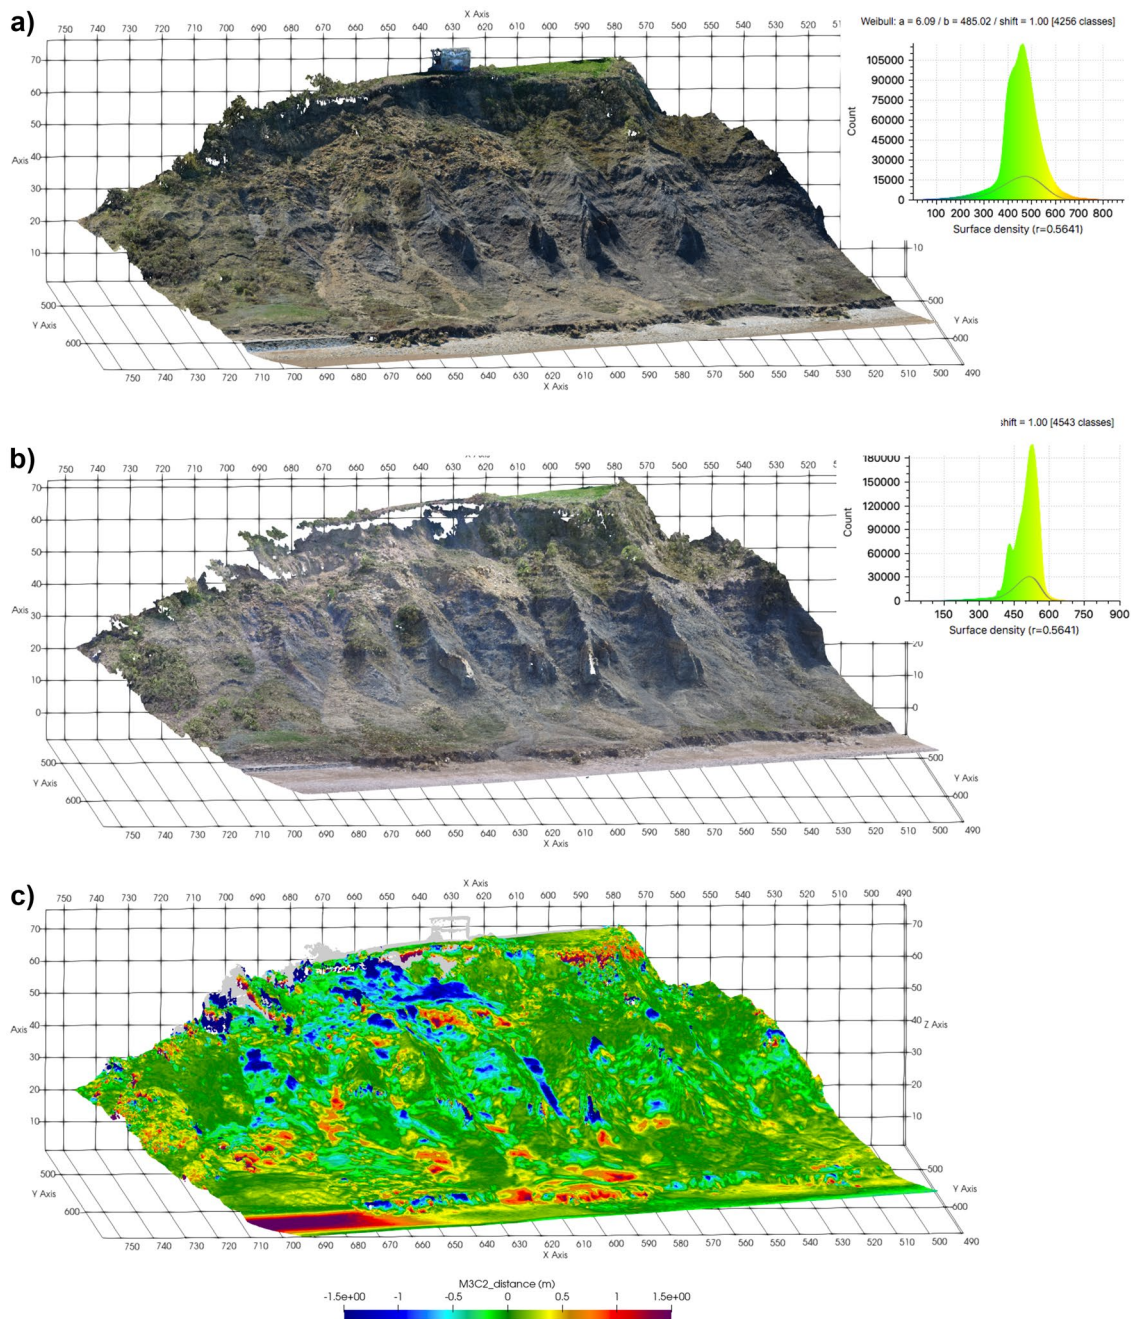 a)
X Axis
750 740 730 720 710 700 690 680 670 660 650 640 630 620 610 600 590 580 570 560 550 540 530 520 51
70
60
50
40
Axis
30
20
10
10
500
500
Y Axis
Y Axis
600
600
750 740 730 720 710 700 690 680 670 660 650 640 630 620 610 600 590 580 570 560 550 540 530 520 510 500 490
X Axis
Weibull: a = 6.09 / b = 485.02 / shift = 1.00 [4256 classes]
105000
90000
75000
60000
45000
30000
15000
0
Count
100 200 300 400 500 600 700 800
Surface density (r=0.5641)
b)
750 740 730 720 710 700 690 680 670 660 650 640 630 620 610 600 590 580 570 560 550 540 530 520 5
70
60
50
40
Axis
30
20
10
0
20
10
0
500
500
Y Axis
Y Axis
600
600
750 740 730 720 710 700 690 680 670 660 650 640 630 620 610 600 590 580 570 560 550 540 530 520 510 500 490
X Axis
shift = 1.00 [4543 classes]
180000
150000
120000
90000
60000
30000
0
Count
150 300 450 600 750 900
Surface density (r=0.5641)
c)
X Axis
750 740 730 720 710 700 690 680 670 660 650 640 630 620 610 600 590 580 570 560 550 540 530 520 510 500 490
70
60
50
40
Axis
30
20
10
70
60
50
40
Z Axis
30
20
10
500
500
Y Axis
Y Axis
600
600
750 740 730 720 710 700 690 680 670 660 650 640 630 620 610 600 590 580 570 560 550 540 530 520 510 500 490
X Axis
M3C2_distance (m)
-1.5e+00 -1 -0.5 0 0.5 1 1.5e+00